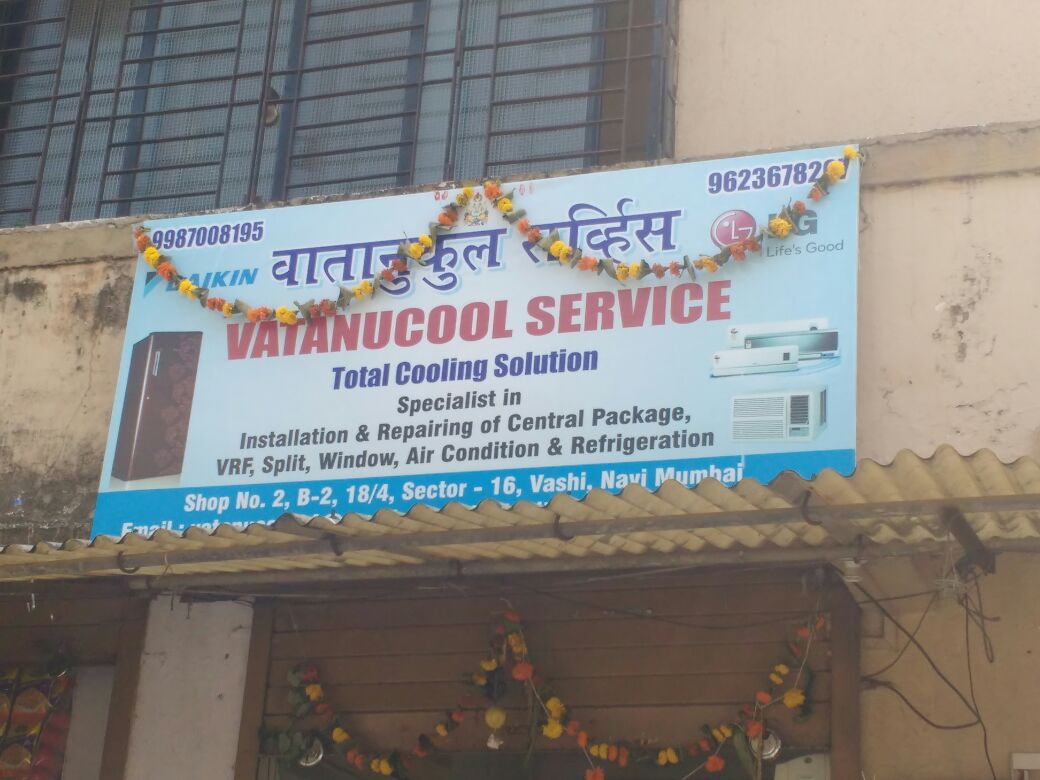 9987008195
DAIKIN
वातानुकुल सर्व्हिस
LG
Life's Good
VATANUCOOL SERVICE
Total Cooling Solution
Specialist in
Installation & Repairing of Central Package,
VRF, Split, Window, Air Condition & Refrigeration
Shop No. 2, B-2, 18/4, Sector - 16, Vashi, Navi Mumbai
Email :